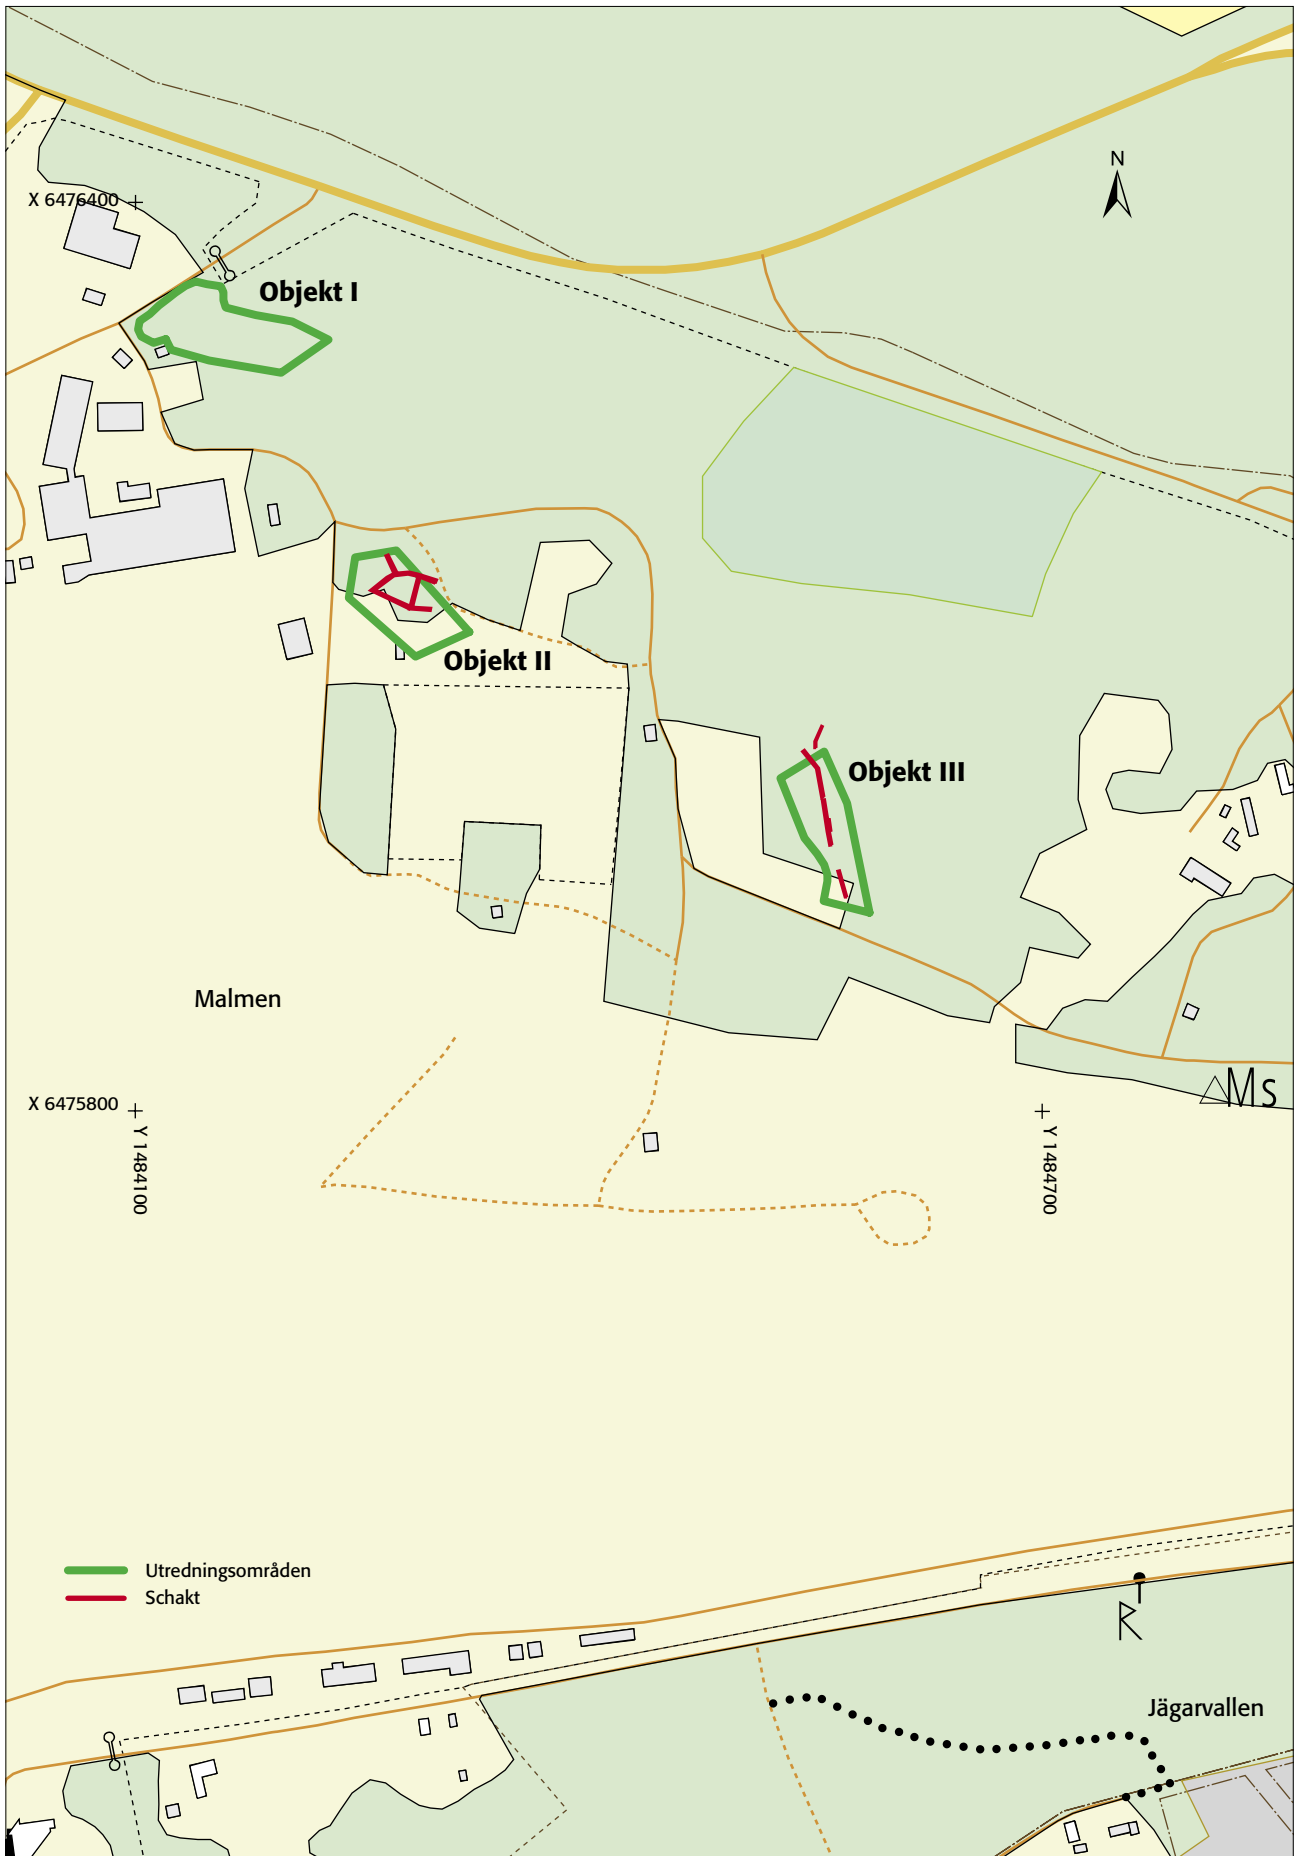 N
X 6476400
Objekt I
Objekt II
Objekt III
Malmen
Ms
X 6475800
Y 1484100
Y 1484700
Utredningsområden
Schakt
R
Jägarvallen